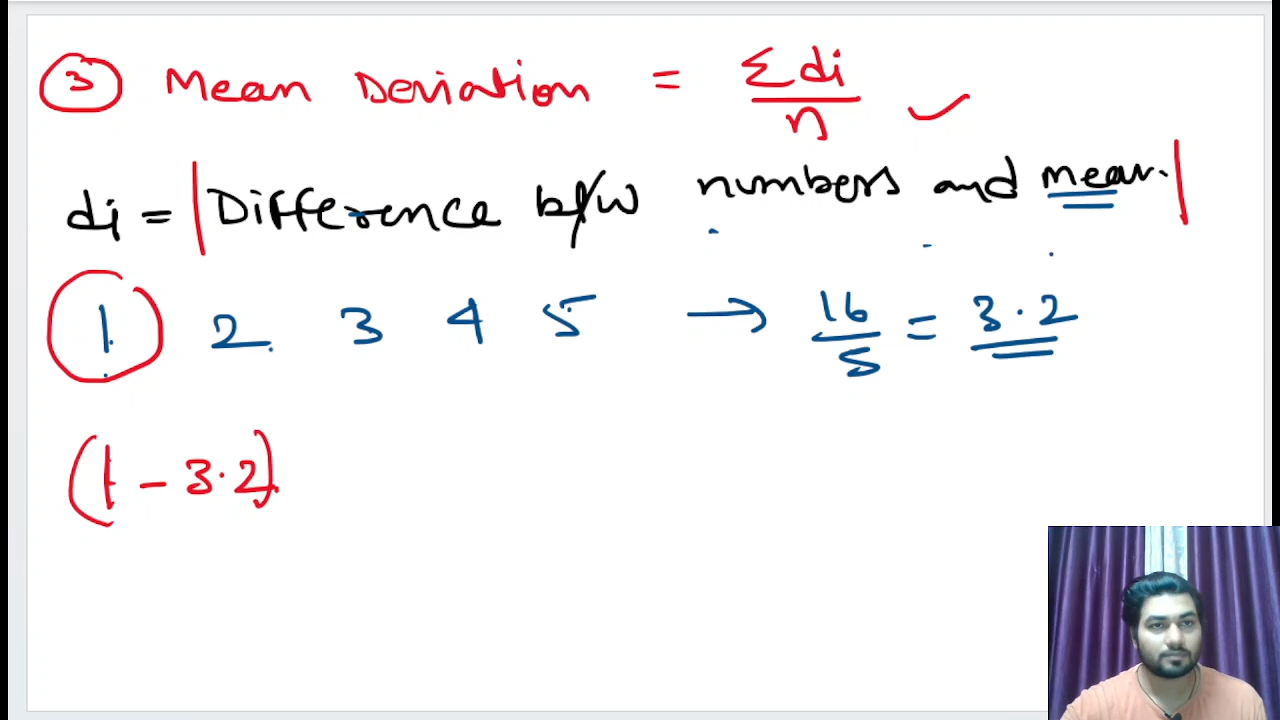 ③ Mean Deviation = Σdi/n ✓
di = |Difference b/w numbers and mean.|
1 2 3 4 5 → 16/5 = 3.2
(1 - 3.2)